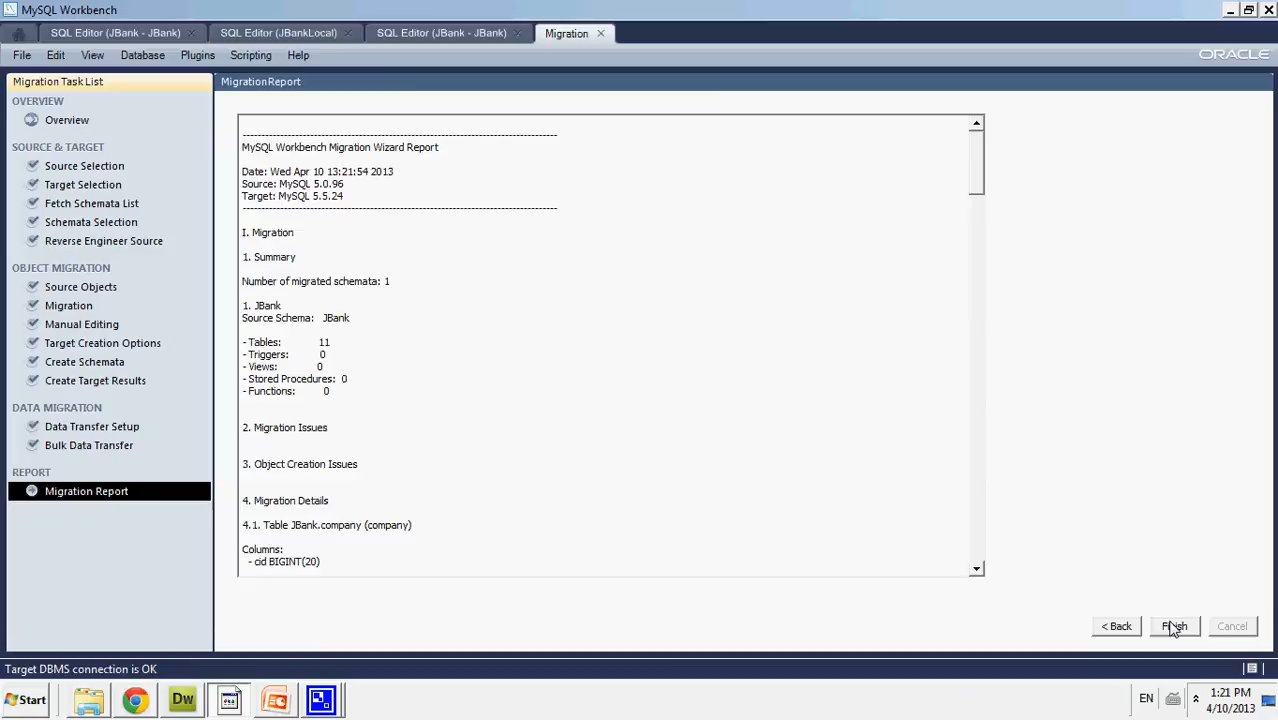 MySQL Workbench
SQL Editor (JBank - JBank)
SQL Editor (JBankLocal)
SQL Editor (JBank - JBank)
Migration
File
Edit
View
Database
Plugins
Scripting
Help
ORACLE
Migration Task List
OVERVIEW
Overview
SOURCE & TARGET
Source Selection
Target Selection
Fetch Schemata List
Schemata Selection
Reverse Engineer Source
OBJECT MIGRATION
Source Objects
Migration
Manual Editing
Target Creation Options
Create Schemata
Create Target Results
DATA MIGRATION
Data Transfer Setup
Bulk Data Transfer
REPORT
Migration Report
Migration Report
------------------------------------------------------------------------------------
MySQL Workbench Migration Wizard Report
Date: Wed Apr 10 13:21:54 2013
Source: MySQL 5.0.96
Target: MySQL 5.5.24
------------------------------------------------------------------------------------
I. Migration
1. Summary
Number of migrated schemata: 1
1. JBank
Source Schema: JBank
- Tables: 11
- Triggers: 0
- Views: 0
- Stored Procedures: 0
- Functions: 0
2. Migration Issues
3. Object Creation Issues
4. Migration Details
4.1. Table JBank.company (company)
Columns:
- cid BIGINT(20)
< Back
Finish
Cancel
Target DBMS connection is OK
Start
Dw
EN
1:21 PM
4/10/2013